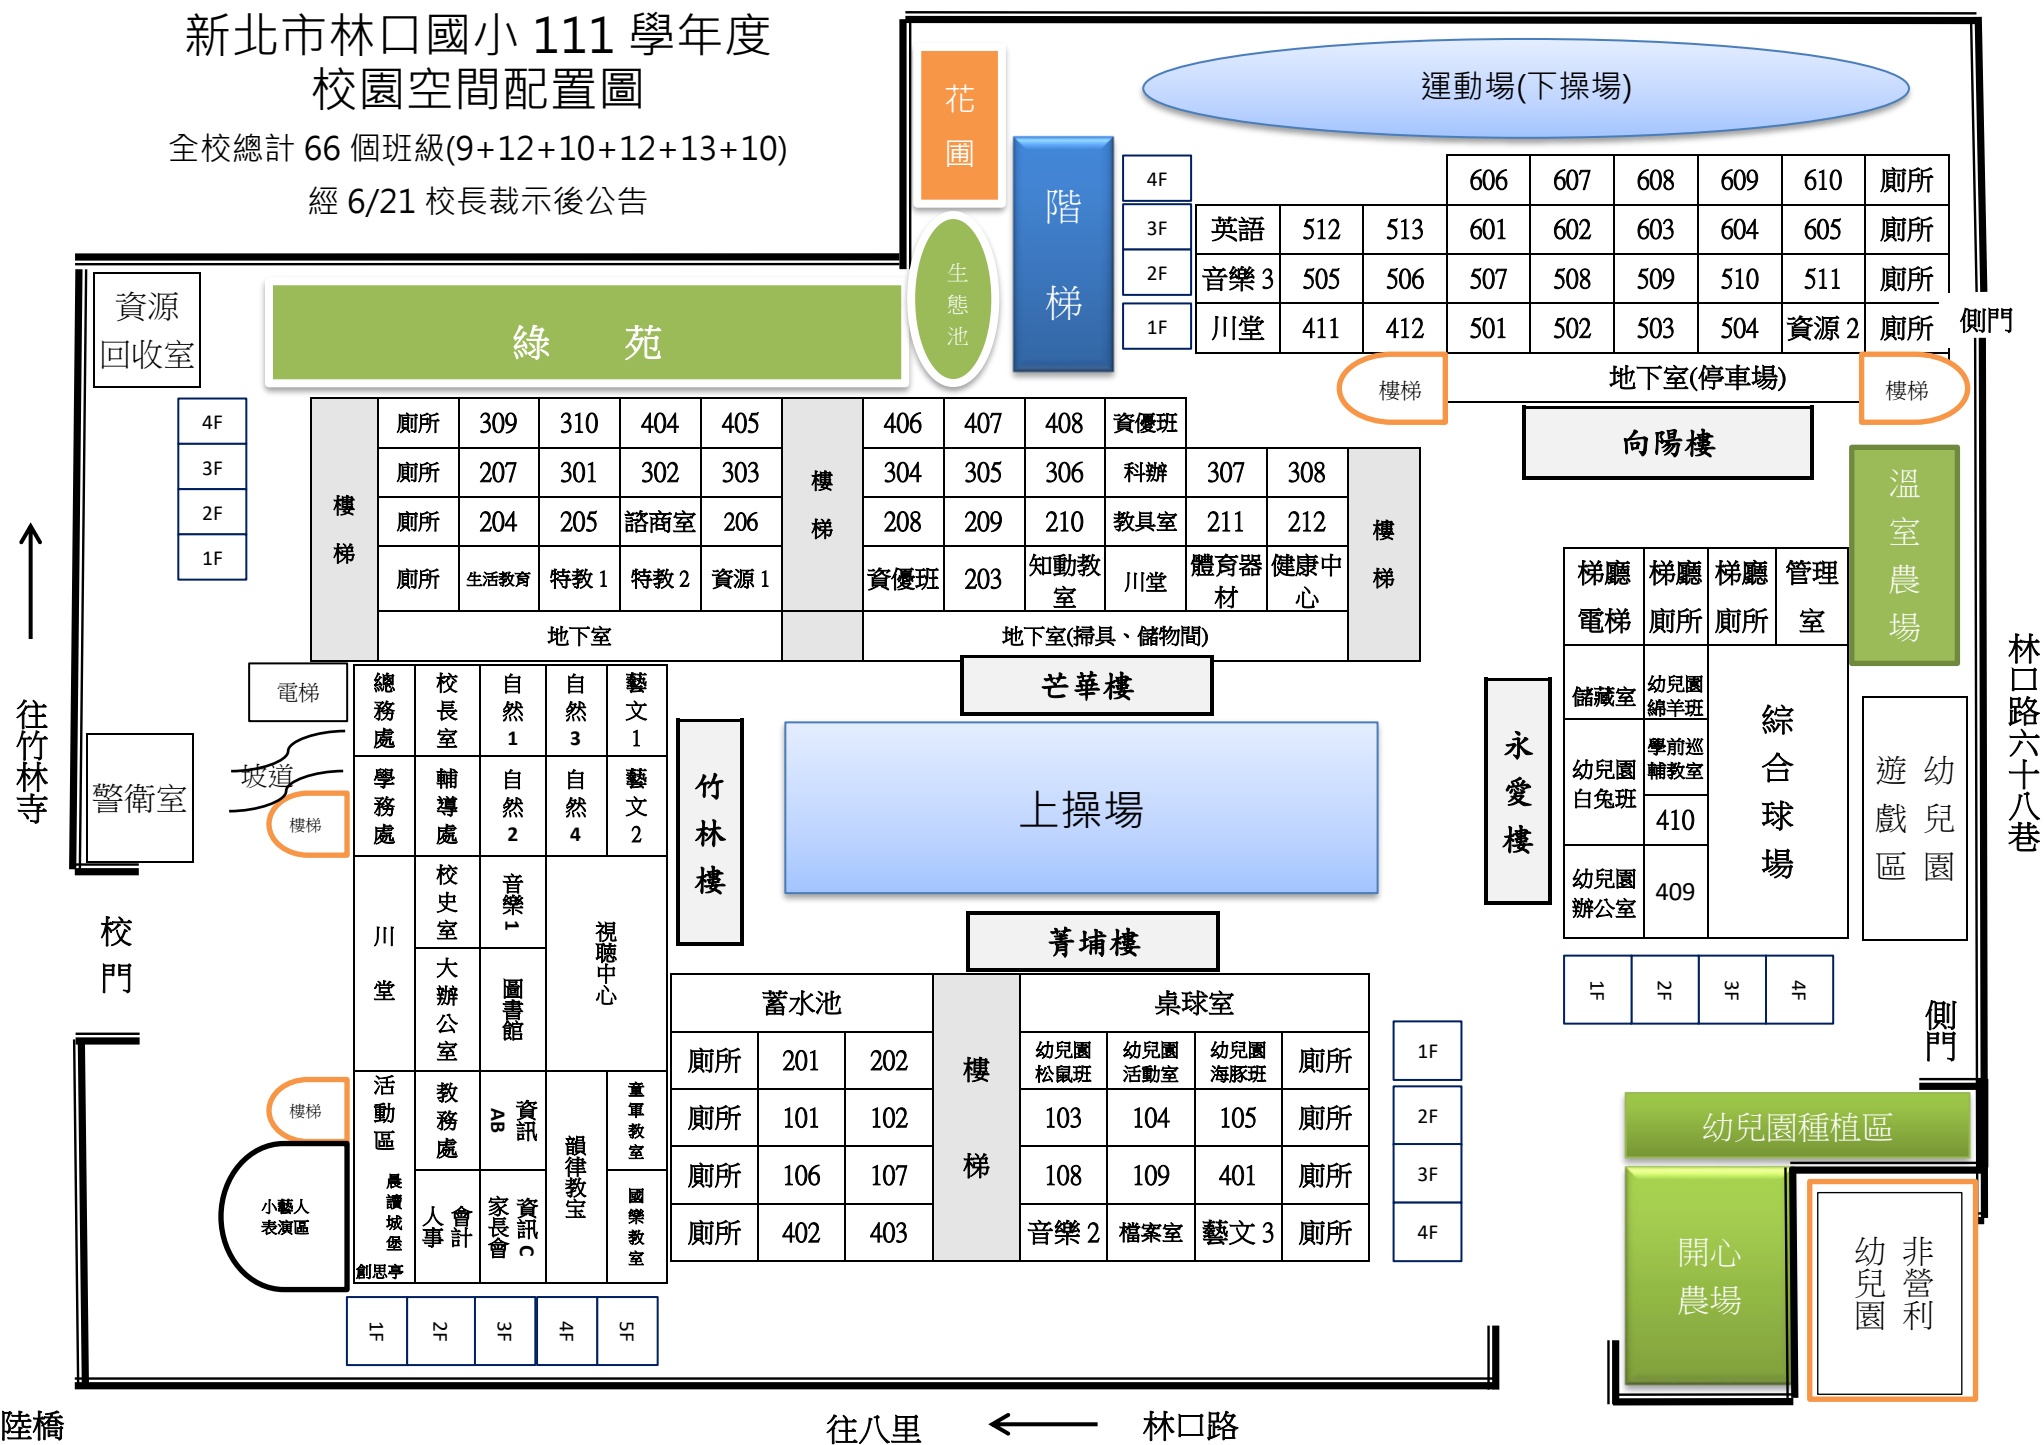 新北市林口國小 111 學年度
校園空間配置圖
全校總計 66 個班級(9+12+10+12+13+10)
經 6/21 校長裁示後公告
花圃
生態池
階梯
運動場(下操場)
4F 606 607 608 609 610 廁所
3F 英語 512 513 601 602 603 604 605 廁所
2F 音樂 3 505 506 507 508 509 510 511 廁所
1F 川堂 411 412 501 502 503 504 資源 2 廁所
側門
樓梯 地下室(停車場) 樓梯
向陽樓
資源
回收室
綠 苑
4F
3F
2F
1F
樓梯
廁所 309 310 404 405
廁所 207 301 302 303
廁所 204 205 諮商室 206
廁所 生活教育 特教 1 特教 2 資源 1
地下室
樓梯
406 407 408 資優班
304 305 306 科辦 307 308
208 209 210 教具室 211 212
資優班 203 知動教室 川堂 體育器材 健康中心
地下室(掃具、儲物間)
樓梯
芒華樓
溫室農場
往竹林寺
電梯
坡道
警衛室
樓梯
校門
總務處 校長室 自然1 自然3 藝文1
學務處 輔導處 自然2 自然4 藝文2
川堂 校史室 音樂1 視聽中心
大辦公室 圖書館
活動區 教務處 資訊AB 韻律教室 童軍教室
晨讀城堡
創思亭
人事會計 資訊C家長會 國樂教室
樓梯
小藝人
表演區
1F 2F 3F 4F 5F
竹林樓
上操場
菁埔樓
蓄水池
廁所 201 202
廁所 101 102
廁所 106 107
廁所 402 403
樓梯
桌球室
幼兒園松鼠班 幼兒園活動室 幼兒園海豚班 廁所
103 104 105 廁所
108 109 401 廁所
音樂 2 檔案室 藝文 3 廁所
1F
2F
3F
4F
永愛樓
梯廳電梯 梯廳廁所 梯廳廁所 管理室
儲藏室 幼兒園綿羊班
幼兒園白兔班 學前巡輔教室
410
幼兒園辦公室 409
綜合球場
1F 2F 3F 4F
幼兒園遊戲區
林口路六十八巷
側門
幼兒園種植區
開心
農場
非營利幼兒園
陸橋
往八里
林口路